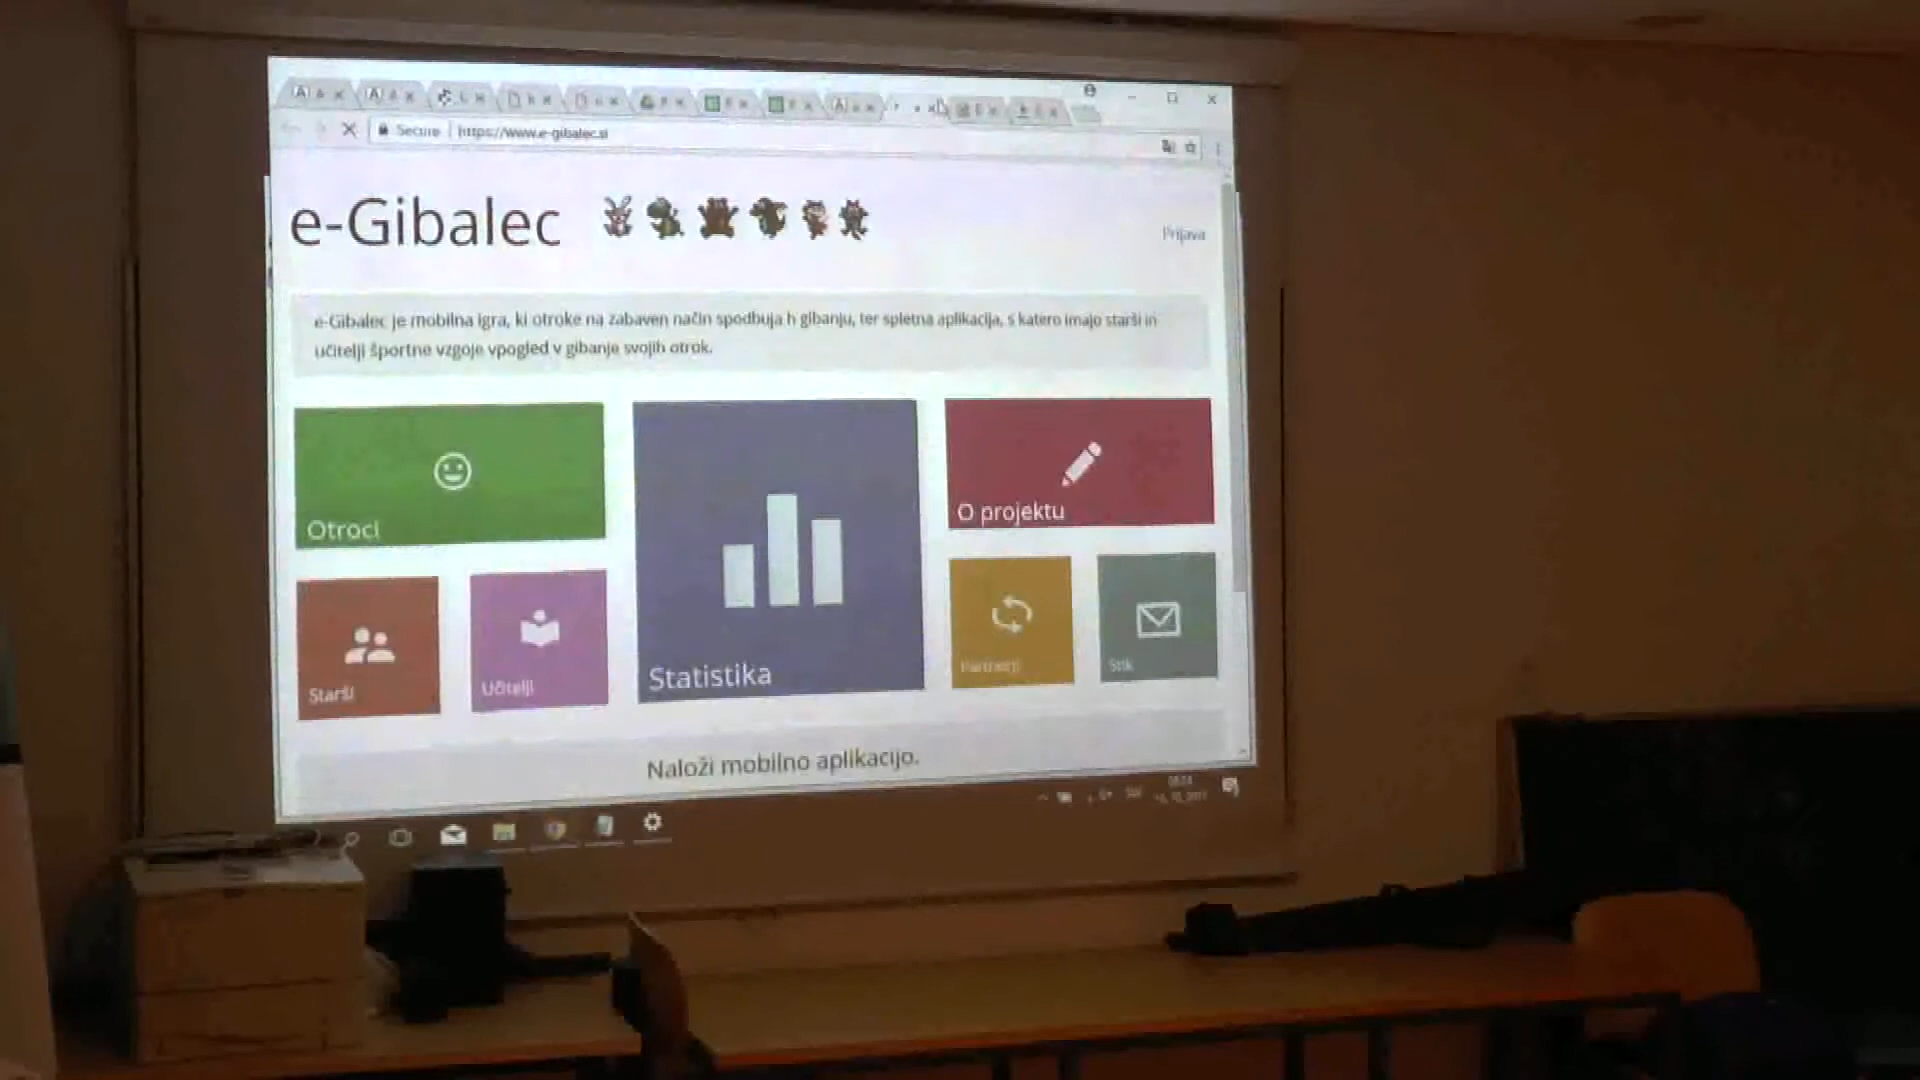 Secure | https://www.e-gibalec.si
e-Gibalec
Prijava
e-Gibalec je mobilna igra, ki otroke na zabaven način spodbuja h gibanju, ter spletna aplikacija, s katero imajo starši in
učitelji športne vzgoje vpogled v gibanje svojih otrok.
Otroci
Starši
Učitelji
Statistika
O projektu
Partnerji
Stik
Naloži mobilno aplikacijo.